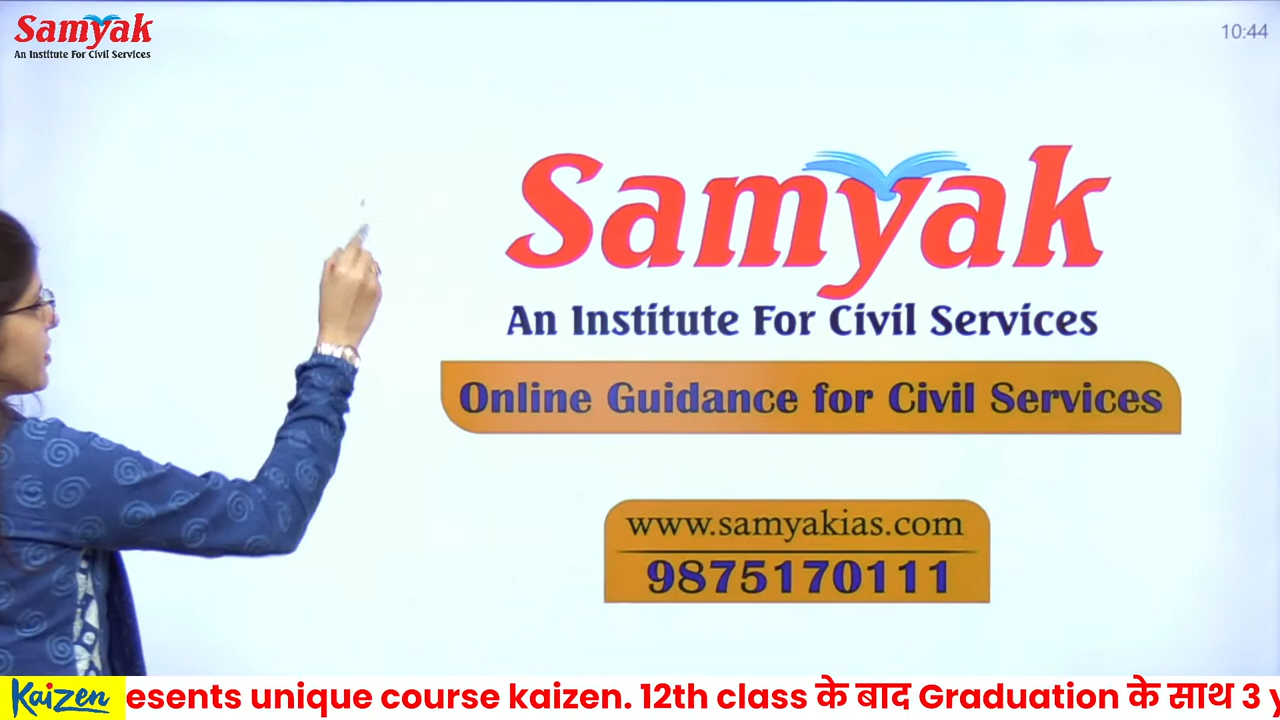 Samyak
An Institute For Civil Services
10:44
Samyak
An Institute For Civil Services
Online Guidance for Civil Services
www.samyakias.com
9875170111
Kaizen
esents unique course kaizen. 12th class के बाद Graduation के साथ 3 y